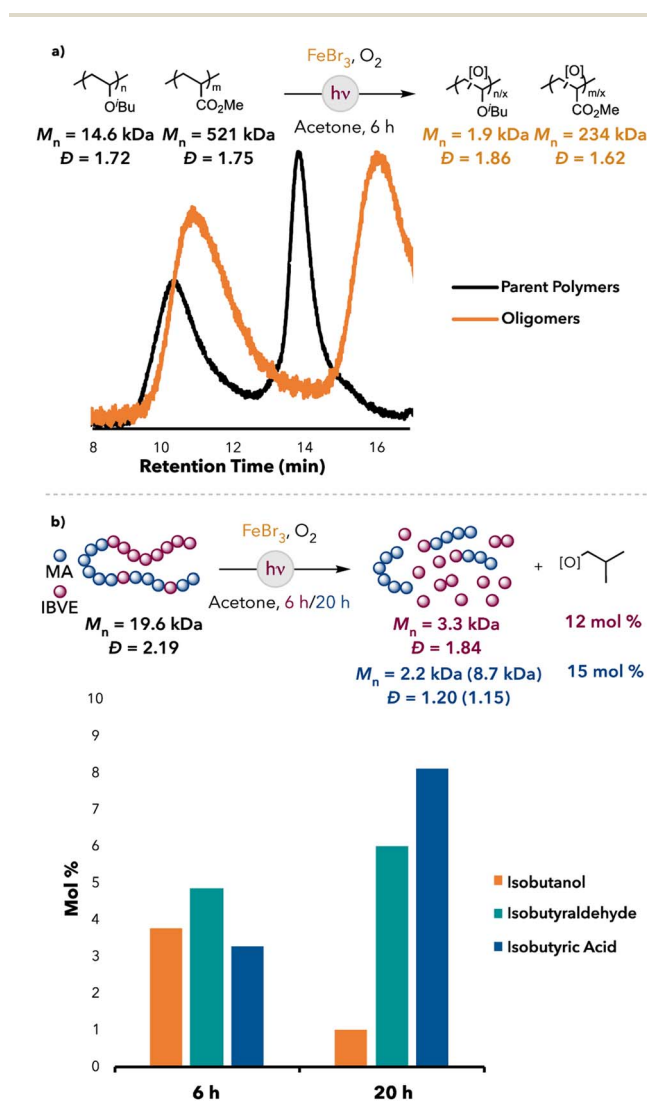 a)
FeBr₃, O₂
hν
Acetone, 6 h
n
OⁱBu
m
CO₂Me
[O]
n/x
OⁱBu
[O]
m/x
CO₂Me
Mₙ = 14.6 kDa Mₙ = 521 kDa
Đ = 1.72 Đ = 1.75
Mₙ = 1.9 kDa Mₙ = 234 kDa
Đ = 1.86 Đ = 1.62
Parent Polymers
Oligomers
8 10 12 14 16
Retention Time (min)
b)
FeBr₃, O₂
hν
Acetone, 6 h/20 h
MA
IBVE
Mₙ = 19.6 kDa
Đ = 2.19
+
[O]
Mₙ = 3.3 kDa 12 mol %
Đ = 1.84
Mₙ = 2.2 kDa (8.7 kDa) 15 mol %
Đ = 1.20 (1.15)
10
9
8
7
6
5
4
3
2
1
0
Mol %
Isobutanol
Isobutyraldehyde
Isobutyric Acid
6 h 20 h